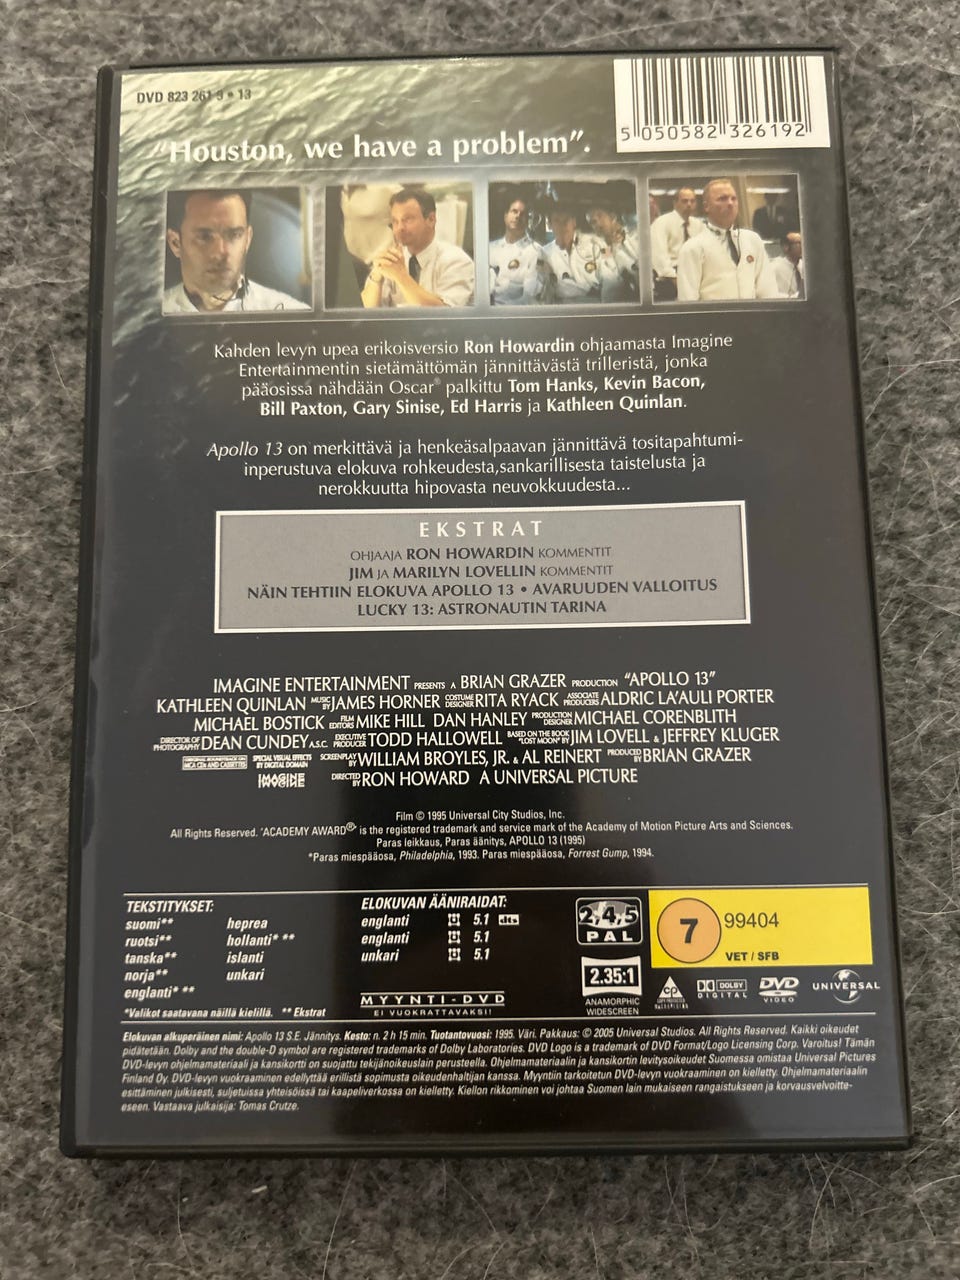 DVD 823 261 9 • 13
5 050582 326192
"Houston, we have a problem".
Kahden levyn upea erikoisversio Ron Howardin ohjaamasta Imagine
Entertainmentin sietämättömän jännittävästä trilleristä, jonka
pääosissa nähdään Oscar® palkittu Tom Hanks, Kevin Bacon,
Bill Paxton, Gary Sinise, Ed Harris ja Kathleen Quinlan.
Apollo 13 on merkittävä ja henkeäsalpaavan jännittävä tositapahtumi-
inperustuva elokuva rohkeudesta,sankarillisesta taistelusta ja
nerokkuutta hipovasta neuvokkuudesta...
EKSTRAT
OHJAAJA RON HOWARDIN KOMMENTIT
JIM JA MARILYN LOVELLIN KOMMENTIT
NÄIN TEHTIIN ELOKUVA APOLLO 13 • AVARUUDEN VALLOITUS
LUCKY 13: ASTRONAUTIN TARINA
IMAGINE ENTERTAINMENT PRESENTS A BRIAN GRAZER PRODUCTION "APOLLO 13"
KATHLEEN QUINLAN MUSIC BY JAMES HORNER COSTUME DESIGNER RITA RYACK ASSOCIATE PRODUCERS ALDRIC LA'AULI PORTER
MICHAEL BOSTICK FILM EDITORS MIKE HILL DAN HANLEY PRODUCTION DESIGNER MICHAEL CORENBLITH
DIRECTOR OF PHOTOGRAPHY DEAN CUNDEY A.S.C. EXECUTIVE PRODUCER TODD HALLOWELL BASED ON THE BOOK "LOST MOON" BY JIM LOVELL & JEFFREY KLUGER
ORIGINAL SOUNDTRACK ON MCA CDs AND CASSETTES SPECIAL VISUAL EFFECTS BY DIGITAL DOMAIN SCREENPLAY BY WILLIAM BROYLES, JR. & AL REINERT PRODUCED BY BRIAN GRAZER
IMAGINE DIRECTED BY RON HOWARD A UNIVERSAL PICTURE
Film © 1995 Universal City Studios, Inc.
All Rights Reserved. 'ACADEMY AWARD®' is the registered trademark and service mark of the Academy of Motion Picture Arts and Sciences.
Paras leikkaus, Paras äänitys, APOLLO 13 (1995)
*Paras miespääosa, Philadelphia, 1993. Paras miespääosa, Forrest Gump, 1994.
TEKSTITYKSET:
suomi** heprea
ruotsi** hollanti* **
tanska** islanti
norja** unkari
englanti* **
*Valikot saatavana näillä kielillä. ** Ekstrat
ELOKUVAN ÄÄNIRAIDAT:
englanti 5.1 dts
englanti 5.1
unkari 5.1
MYYNTI-DVD
EI VUOKRATTAVAKSI
2,4,5
PAL
2.35:1
ANAMORPHIC
WIDESCREEN
7 99404
VET / SFB
CP
COPY PROTECTED
DOLBY
DIGITAL
DVD
VIDEO
UNIVERSAL
Elokuvan alkuperäinen nimi: Apollo 13 S.E. Jännitys. Kesto: n. 2 h 15 min. Tuotantovuosi: 1995. Väri. Pakkaus: © 2005 Universal Studios. All Rights Reserved. Kaikki oikeudet
pidätetään. Dolby and the double-D symbol are registered trademarks of Dolby Laboratories. DVD Logo is a trademark of DVD Format/Logo Licensing Corp. Varoitus! Tämän
DVD-levyn ohjelmamateriaali ja kansikortti on suojattu tekijänoikeuslain perusteella. Ohjelmamateriaalin ja kansikortin levitysoikeudet Suomessa omistaa Universal Pictures
Finland Oy. DVD-levyn vuokraaminen edellyttää erillistä sopimusta oikeudenhaltijan kanssa. Myyntiin tarkoitetun DVD-levyn vuokraaminen on kielletty. Ohjelmamateriaalin
esittäminen julkisesti, suljetuissa yhteisöissä tai kaapeliverkossa on kielletty. Kiellon rikkominen voi johtaa Suomen lain mukaiseen rangaistukseen ja korvausvelvoitte-
eseen. Vastaava julkaisija: Tomas Crutze.